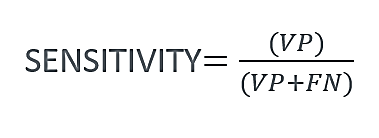 SENSITIVITY= (VP) / (VP+FN)